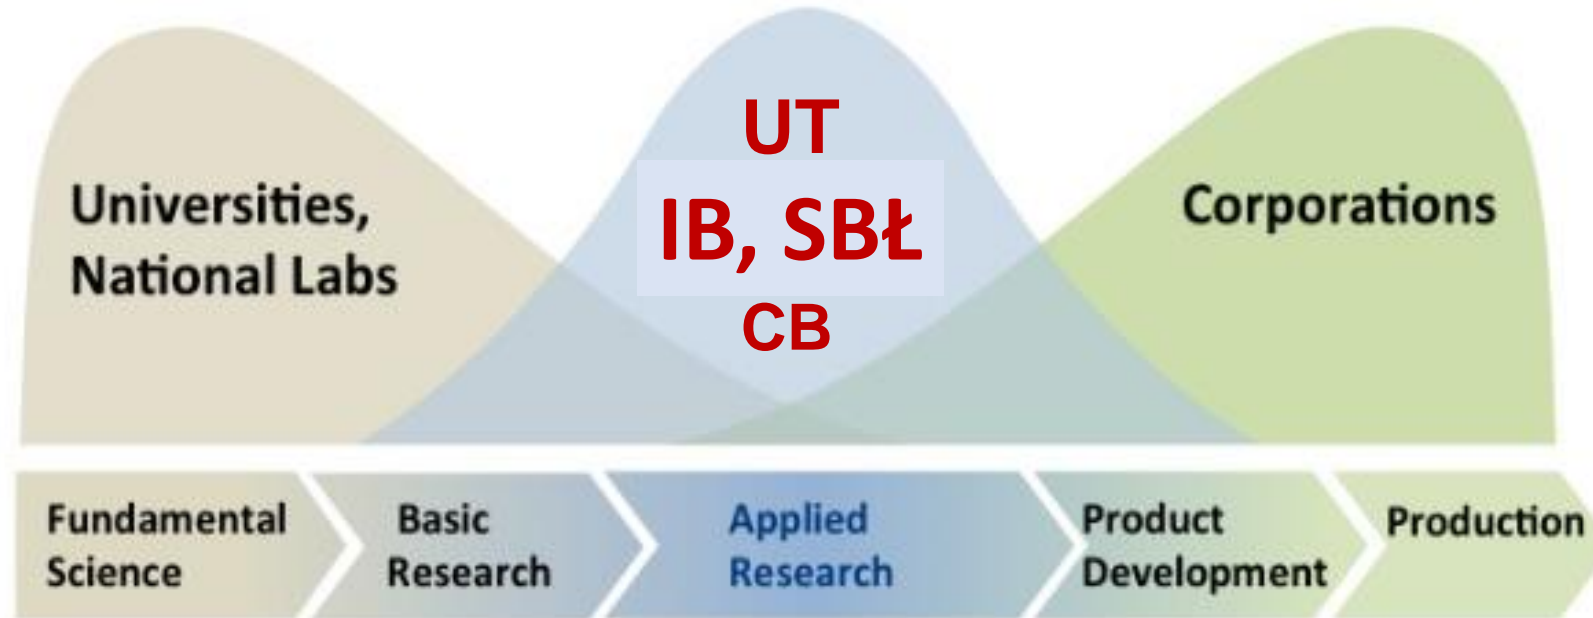 UT
IB, SBŁ
CB
Universities,
National Labs
Corporations
Fundamental
Science
Basic
Research
Applied
Research
Product
Development
Production